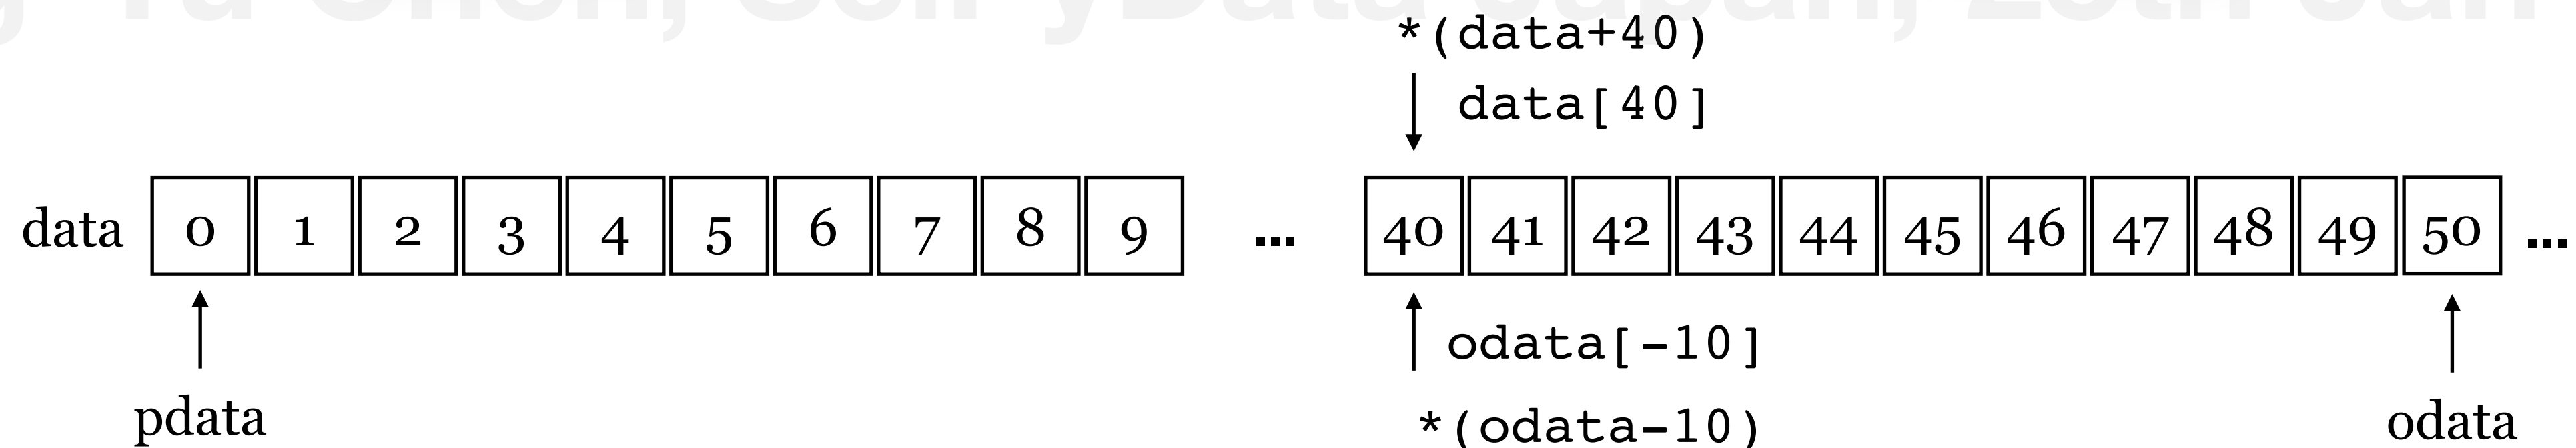 *(data+40)
data[40]
data 0 1 2 3 4 5 6 7 8 9 ... 40 41 42 43 44 45 46 47 48 49 50 ...
odata[-10]
pdata *(odata-10) odata